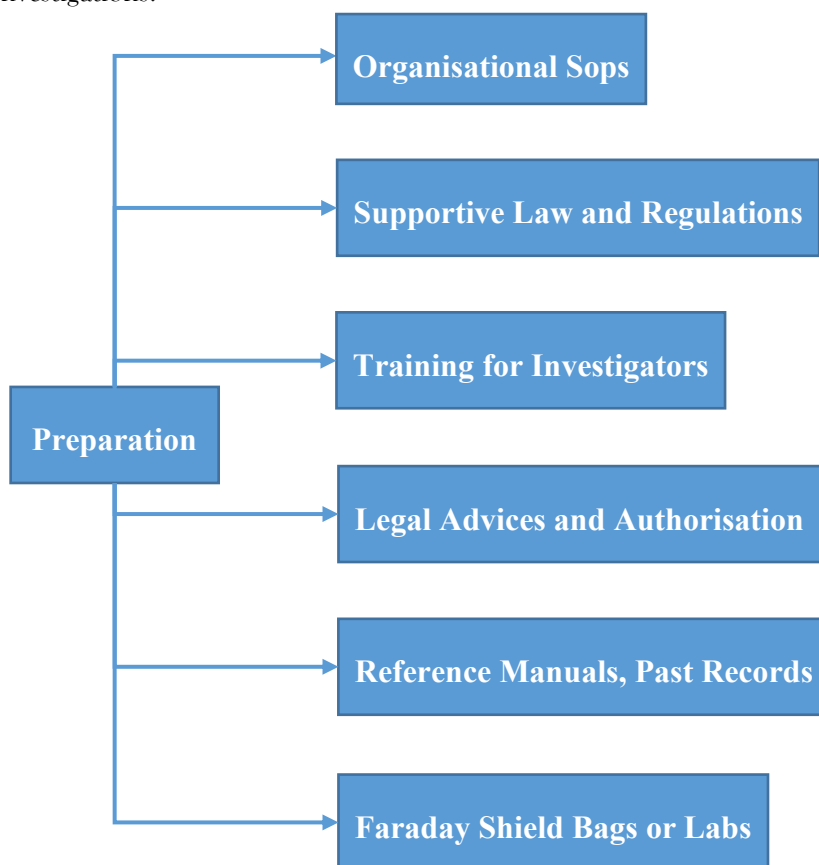 Organisational Sops
Supportive Law and Regulations
Training for Investigators
Preparation
Legal Advices and Authorisation
Reference Manuals, Past Records
Faraday Shield Bags or Labs